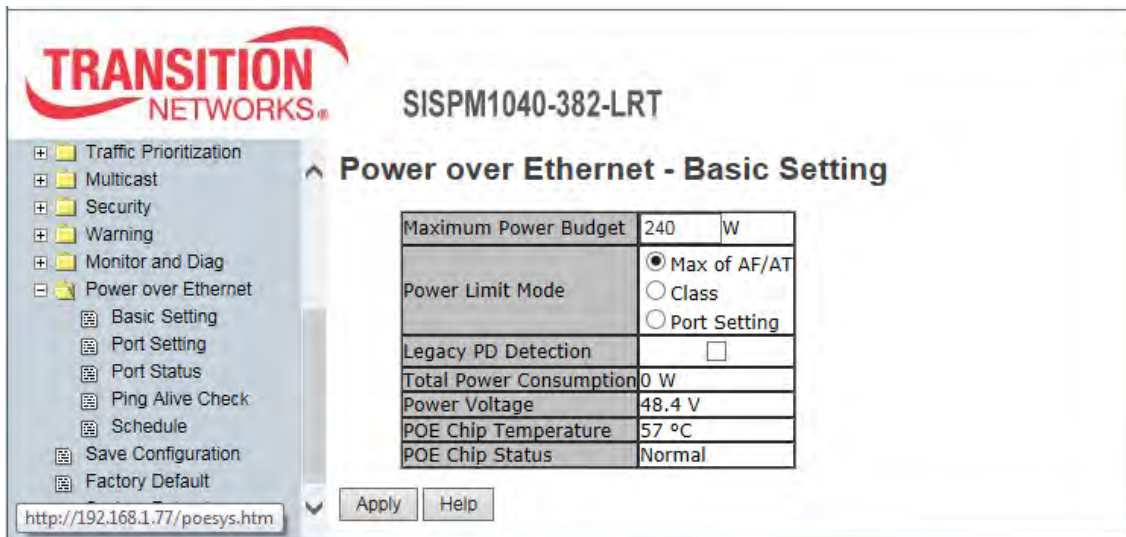 TRANSITION
NETWORKS®
SISPM1040-382-LRT
Traffic Prioritization
Multicast
Security
Warning
Monitor and Diag
Power over Ethernet
Basic Setting
Port Setting
Port Status
Ping Alive Check
Schedule
Save Configuration
Factory Default
http://192.168.1.77/poesys.htm
Power over Ethernet - Basic Setting
Maximum Power Budget 240 W
Power Limit Mode
Max of AF/AT
Class
Port Setting
Legacy PD Detection
Total Power Consumption 0 W
Power Voltage 48.4 V
POE Chip Temperature 57 °C
POE Chip Status Normal
Apply Help